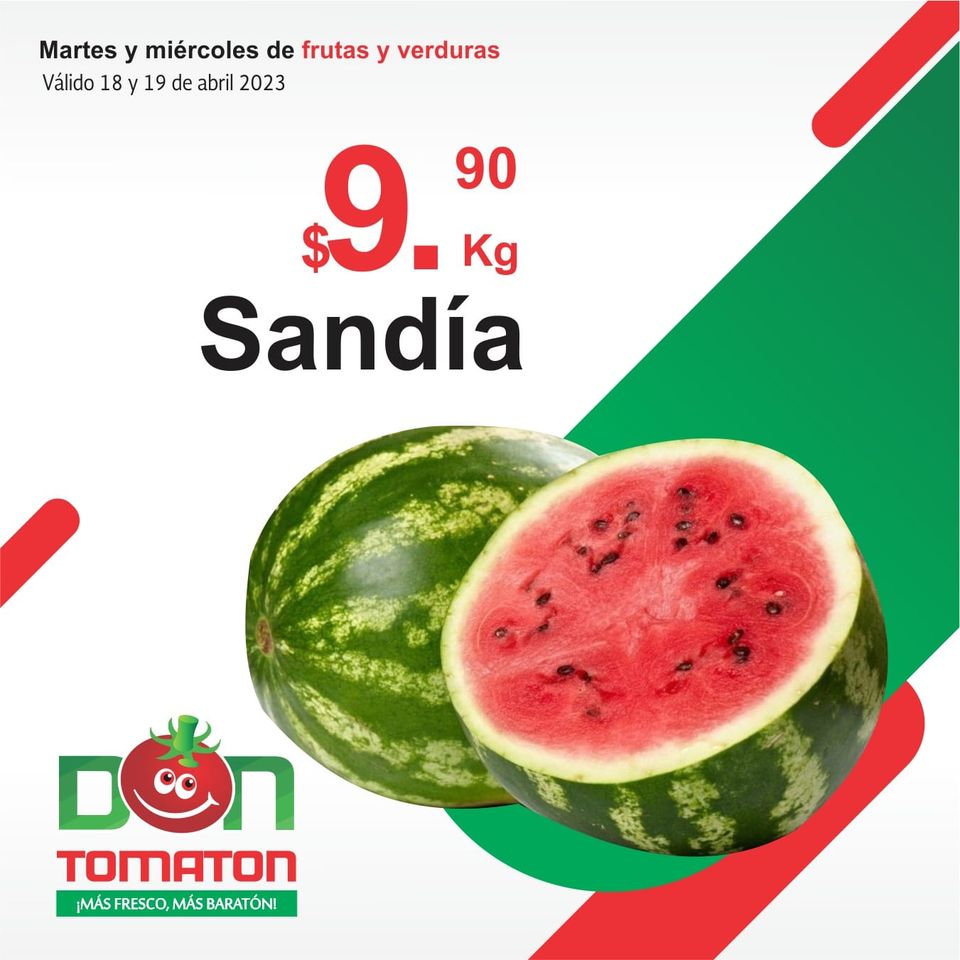 Martes y miércoles de frutas y verduras
Válido 18 y 19 de abril 2023
$9.90
Kg
Sandía
DON
TOMATON
¡MÁS FRESCO, MÁS BARATÓN!